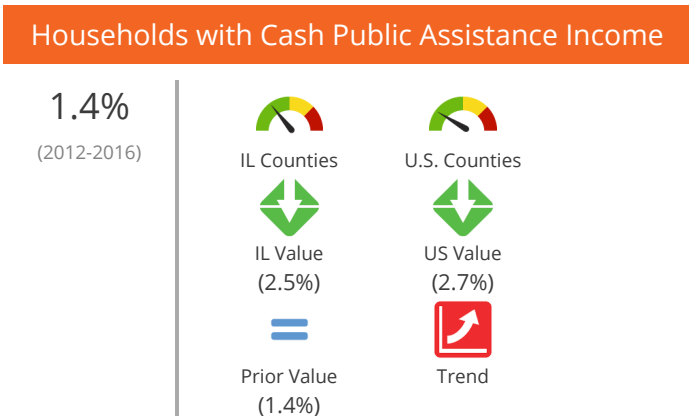 Households with Cash Public Assistance Income
1.4%
(2012-2016)
IL Counties
U.S. Counties
IL Value
(2.5%)
US Value
(2.7%)
Prior Value
(1.4%)
Trend